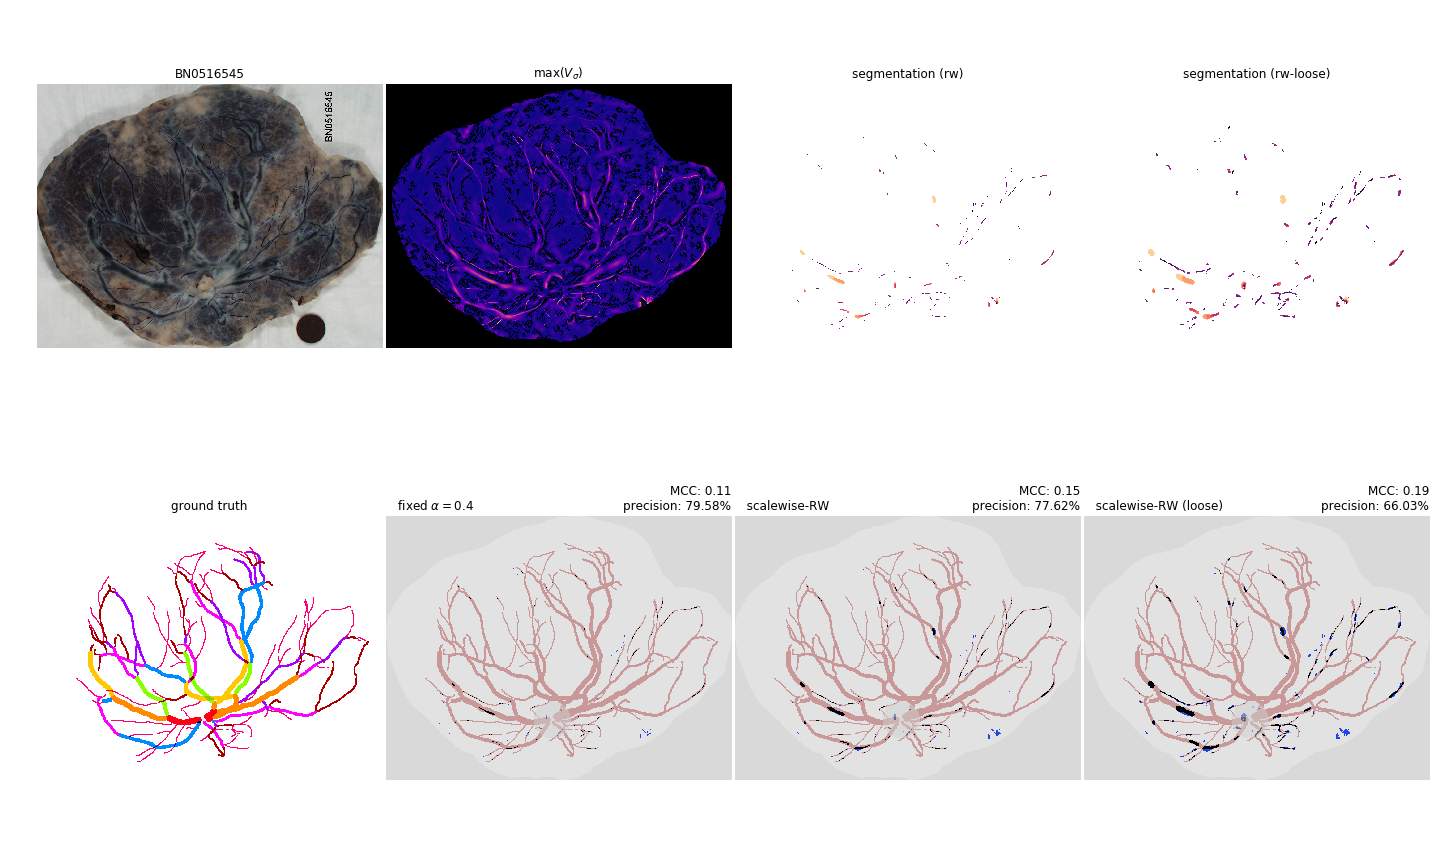 BN0516545
max(V_σ)
segmentation (rw)
segmentation (rw-loose)
BN0516545
ground truth
fixed α = 0.4
MCC: 0.11
precision: 79.58%
scalewise-RW
MCC: 0.15
precision: 77.62%
scalewise-RW (loose)
MCC: 0.19
precision: 66.03%